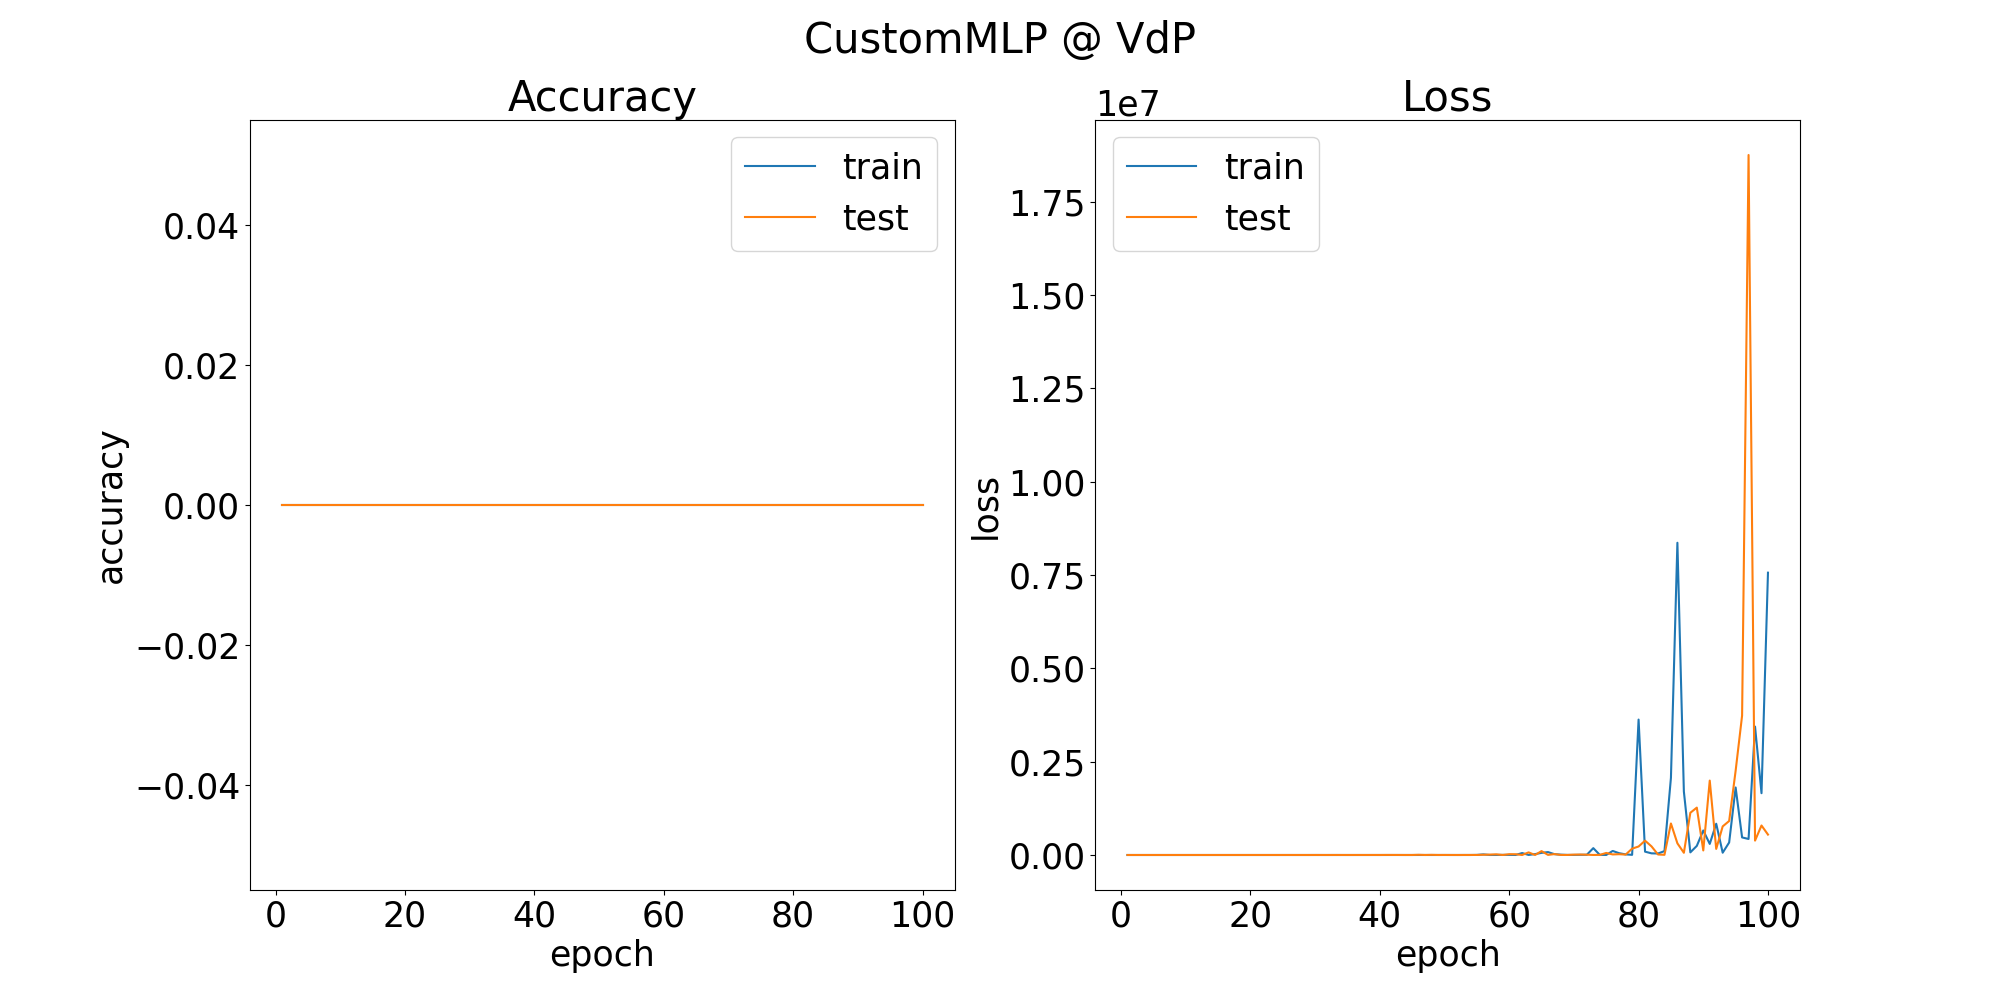 CustomMLP @ VdP
Accuracy
train
test
0.04
0.02
0.00
−0.02
−0.04
accuracy
0 20 40 60 80 100
epoch
Loss
1e7
train
test
1.75
1.50
1.25
1.00
0.75
0.50
0.25
0.00
loss
0 20 40 60 80 100
epoch